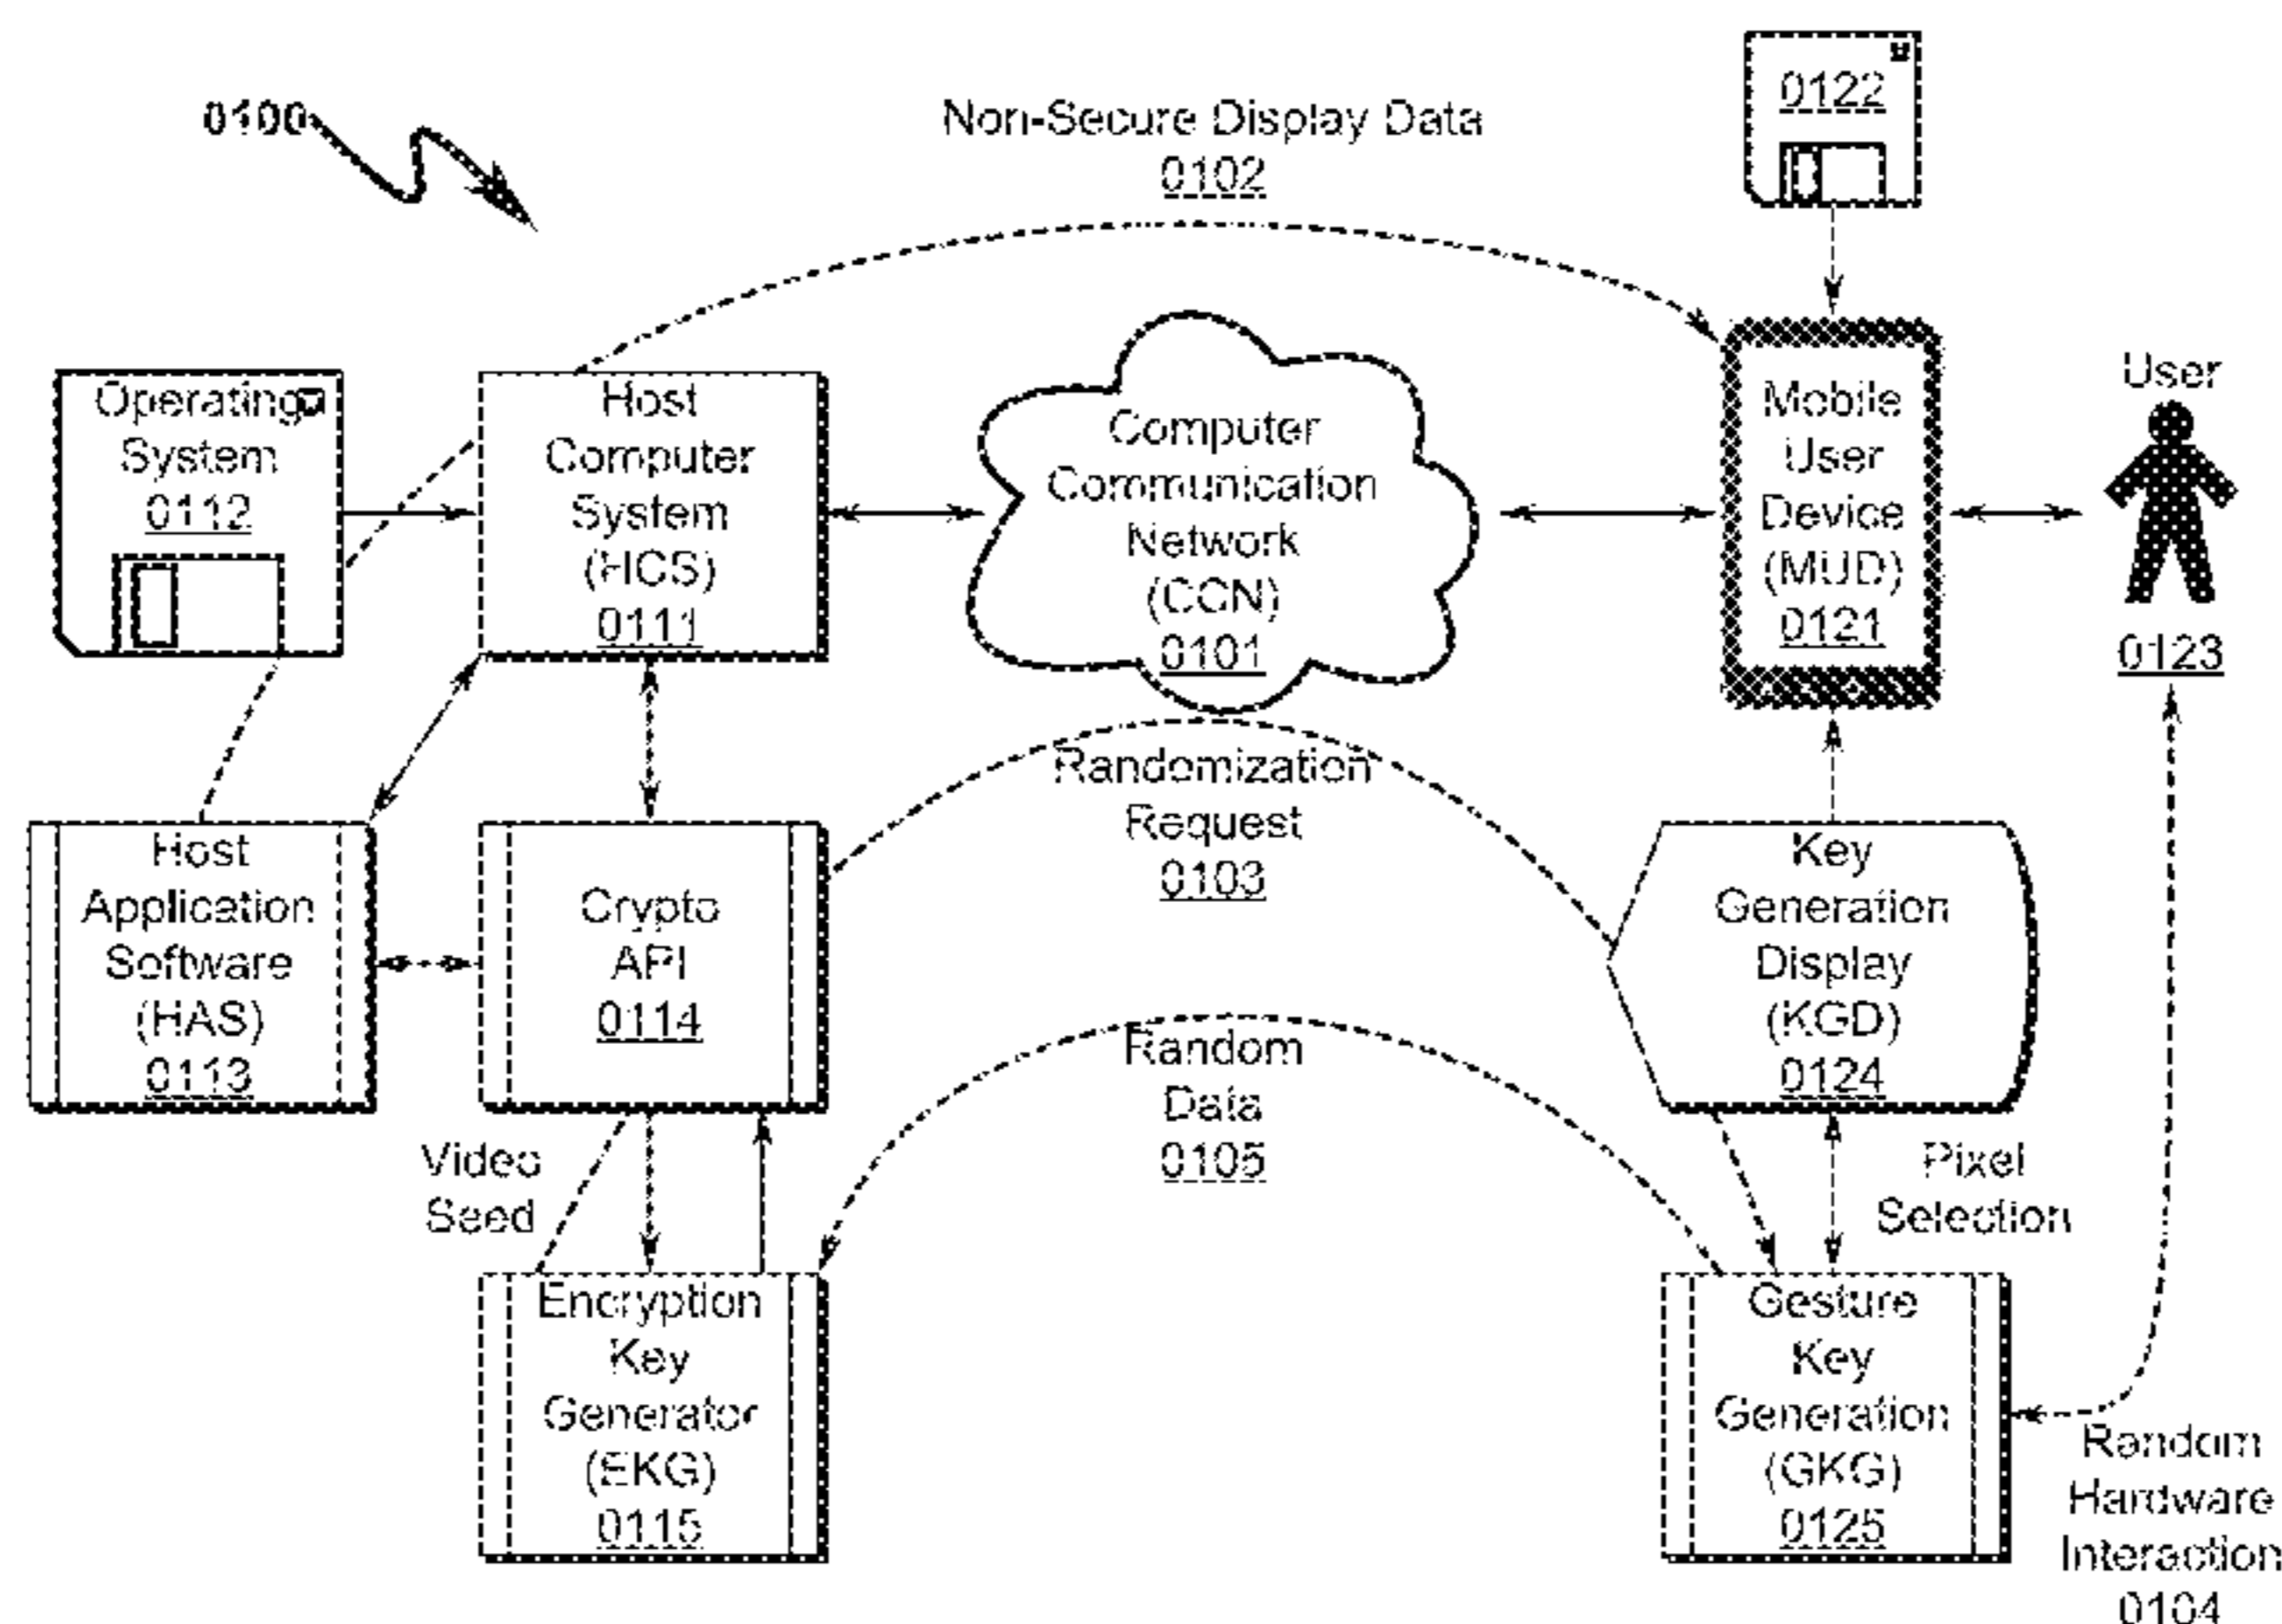 0100
Non-Secure Display Data
0102
0122
Operating
System
0112
Host
Computer
System
(HCS)
0111
Computer
Communication
Network
(CCN)
0101
Mobile
User
Device
(MUD)
0121
User
0123
Randomization
Request
0103
Host
Application
Software
(HAS)
0113
Crypto
API
0114
Key
Generation
Display
(KGD)
0124
Random
Data
0105
Video
Seed
Pixel
Selection
Encryption
Key
Generator
(EKG)
0115
Gesture
Key
Generation
(GKG)
0125
Random
Hardware
Interaction
0104